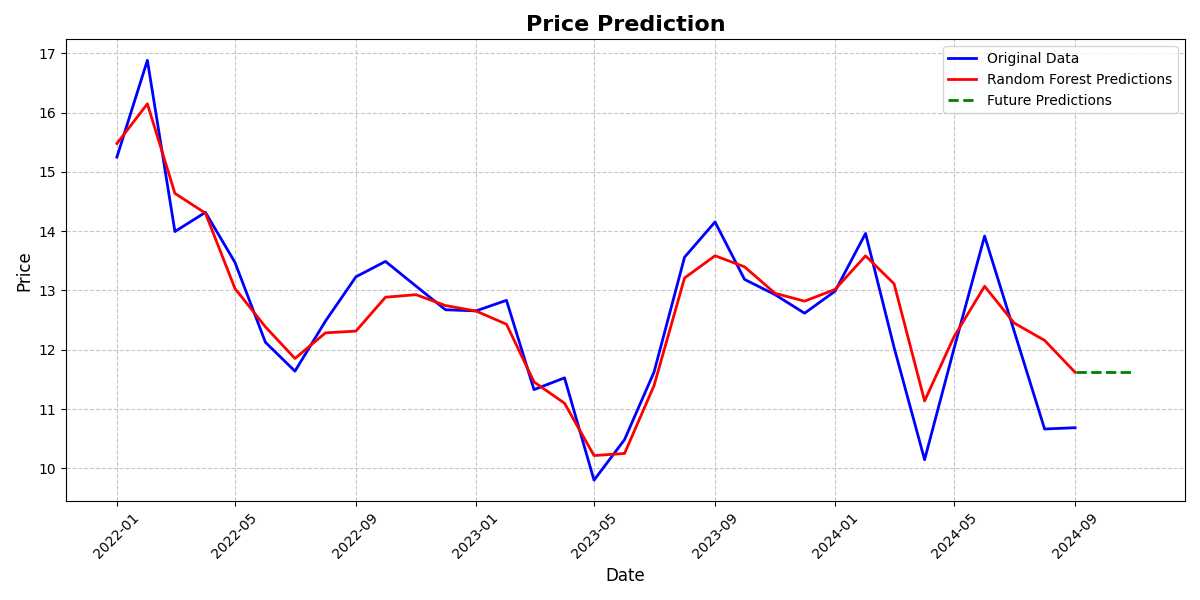 Price Prediction
Original Data
Random Forest Predictions
Future Predictions
Price
17
16
15
14
13
12
11
10
2022-01
2022-05
2022-09
2023-01
2023-05
2023-09
2024-01
2024-05
2024-09
Date